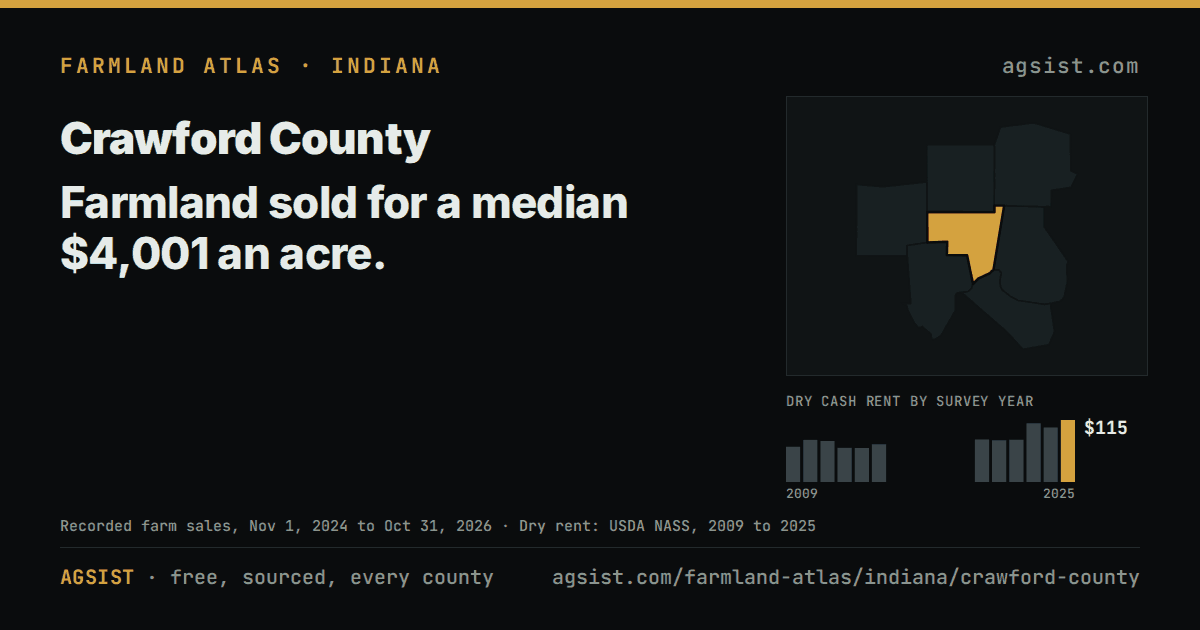 FARMLAND ATLAS · INDIANA
agsist.com
Crawford County
Farmland sold for a median
$4,001 an acre.
DRY CASH RENT BY SURVEY YEAR
$115
2009
2025
Recorded farm sales, Nov 1, 2024 to Oct 31, 2026 · Dry rent: USDA NASS, 2009 to 2025
AGSIST · free, sourced, every county
agsist.com/farmland-atlas/indiana/crawford-county